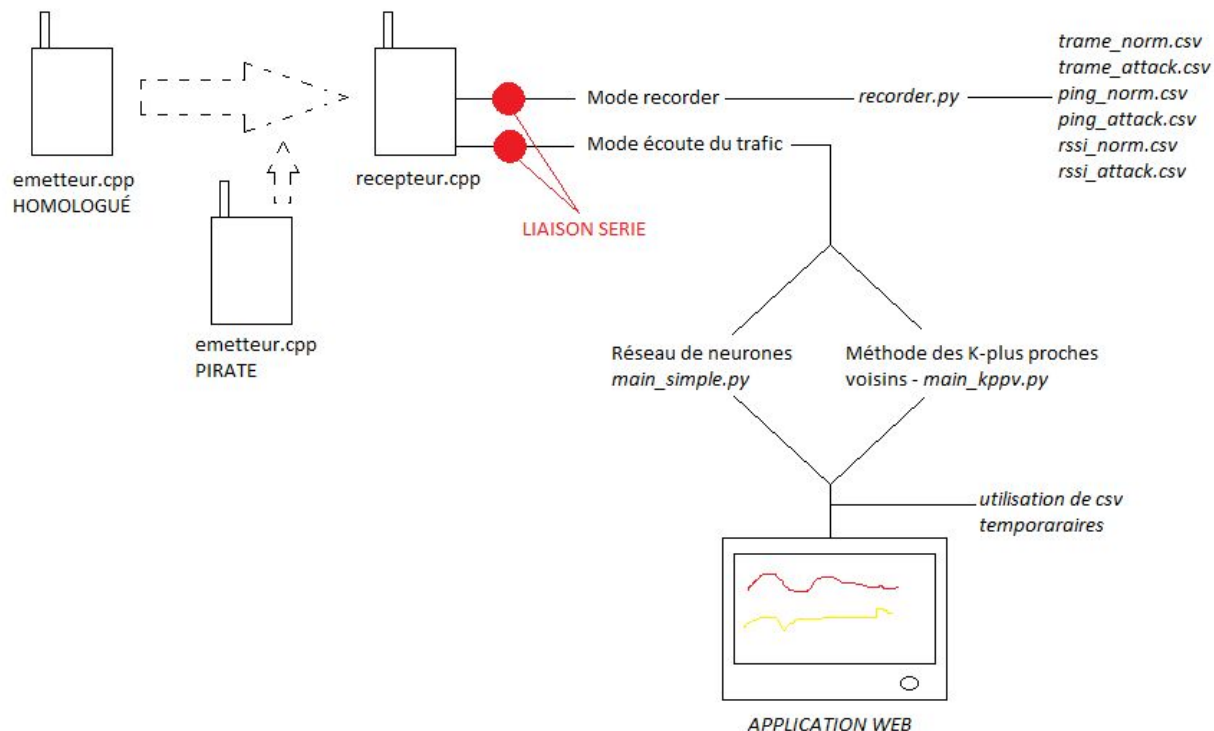 trame_norm.csv
trame_attack.csv
ping_norm.csv
ping_attack.csv
rssi_norm.csv
rssi_attack.csv
Mode recorder
recorder.py
Mode écoute du trafic
emetteur.cpp
HOMOLOGUÉ
recepteur.cpp
LIAISON SERIE
emetteur.cpp
PIRATE
Réseau de neurones
main_simple.py
Méthode des K-plus proches
voisins - main_kppv.py
utilisation de csv
temporaraires
APPLICATION WEB